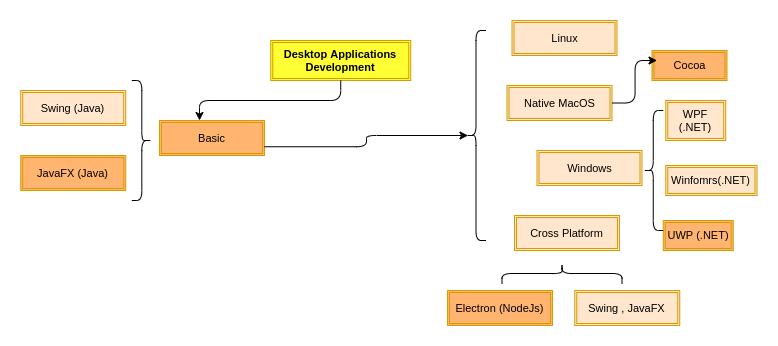 Desktop Applications
Development
Linux
Cocoa
Swing (Java)
Native MacOS
WPF
(.NET)
Basic
Windows
JavaFX (Java)
Winfomrs(.NET)
Cross Platform
UWP (.NET)
Electron (NodeJs)
Swing , JavaFX